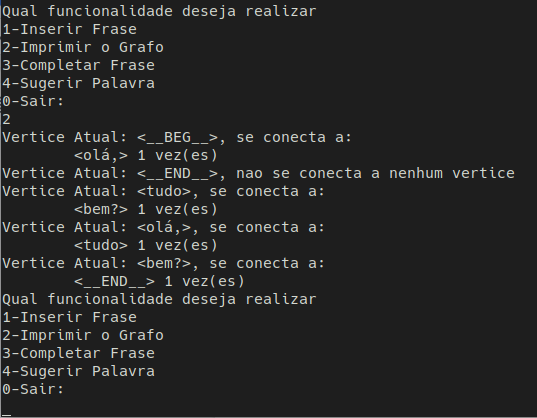 Qual funcionalidade deseja realizar
1-Inserir Frase
2-Imprimir o Grafo
3-Completar Frase
4-Sugerir Palavra
0-Sair:
2
Vertice Atual: <__BEG__>, se conecta a:
<olá,> 1 vez(es)
Vertice Atual: <__END__>, nao se conecta a nenhum vertice
Vertice Atual: <tudo>, se conecta a:
<bem?> 1 vez(es)
Vertice Atual: <olá,>, se conecta a:
<tudo> 1 vez(es)
Vertice Atual: <bem?>, se conecta a:
<__END__> 1 vez(es)
Qual funcionalidade deseja realizar
1-Inserir Frase
2-Imprimir o Grafo
3-Completar Frase
4-Sugerir Palavra
0-Sair: